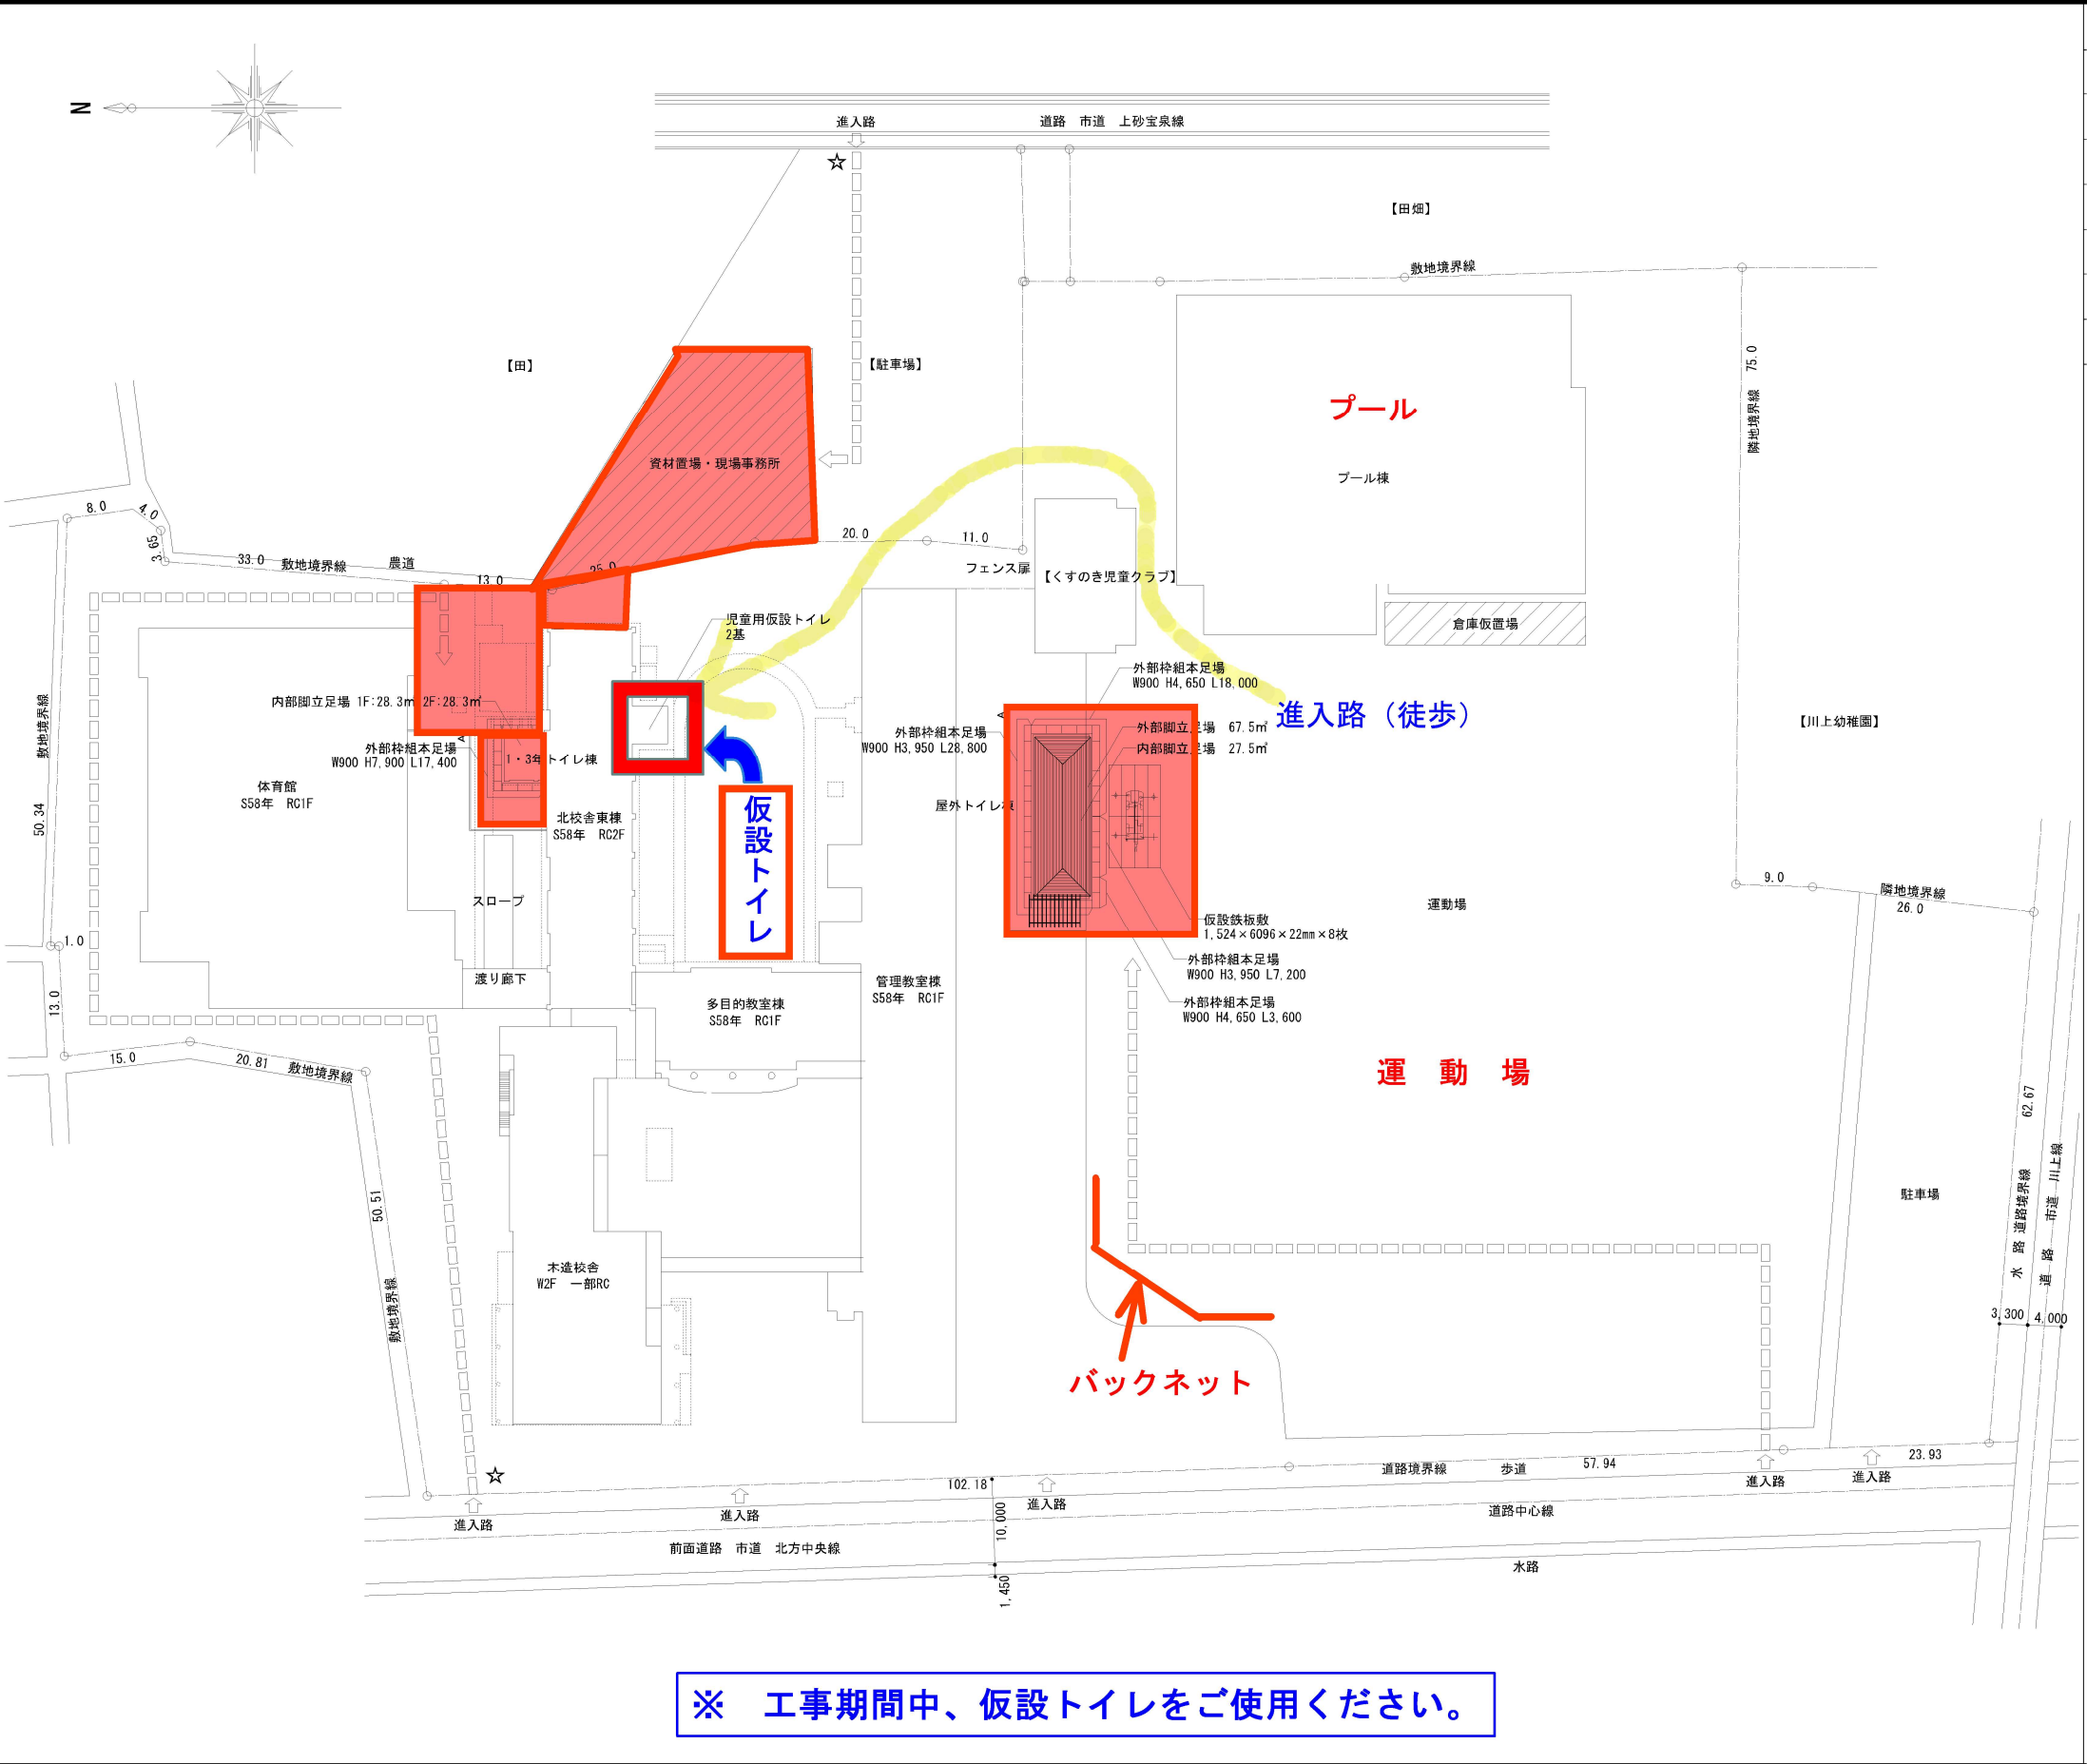 N
進入路
道路　市道　上砂宝泉線
☆
【田畑】
敷地境界線
【田】
【駐車場】
隣地境界線　75.0
プール
プール棟
資材置場・現場事務所
8.0
4.0
3.65
33.0　敷地境界線
農道
13.0
25.0
20.0
11.0
フェンス扉
【くすのき児童クラブ】
倉庫仮置場
児童用仮設トイレ
2基
外部枠組本足場
W900 H4,650 L18,000
進入路（徒歩）
【川上幼稚園】
内部脚立足場 1F:28.3㎡ 2F:28.3㎡
外部枠組本足場
W900 H7,900 L17,400
A
1・3年トイレ棟
外部枠組本足場
W900 H3,950 L28,800
A
外部脚立足場　67.5㎡
内部脚立足場　27.5㎡
敷地境界線
50.34
体育館
S58年　RC1F
北校舎東棟
S58年　RC2F
仮設トイレ
屋外トイレ棟
スロープ
運動場
9.0
隣地境界線
26.0
仮設鉄板敷
1,524×6096×22mm×8枚
1.0
13.0
渡り廊下
多目的教室棟
S58年　RC1F
管理教室棟
S58年　RC1F
外部枠組本足場
W900 H3,950 L7,200
外部枠組本足場
W900 H4,650 L3,600
15.0
20.81　敷地境界線
運　動　場
62.67
水　路　道路境界線
道　路　市道　川上線
50.51
敷地境界線
駐車場
木造校舎
W2F　一部RC
3,300
4,000
バックネット
☆
102.18
道路境界線
歩道
57.94
23.93
進入路
進入路
進入路
進入路
進入路
10,000
道路中心線
前面道路　市道　北方中央線
水路
1,450
※　工事期間中、仮設トイレをご使用ください。